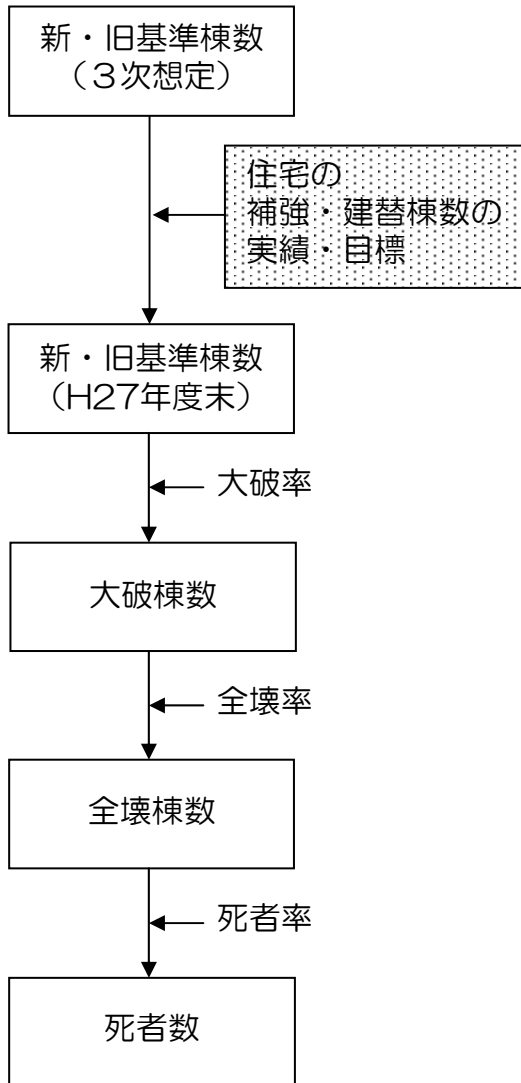 新・旧基準棟数
（３次想定）
住宅の
補強・建替棟数の
実績・目標
新・旧基準棟数
（H27年度末）
大破率
大破棟数
全壊率
全壊棟数
死者率
死者数